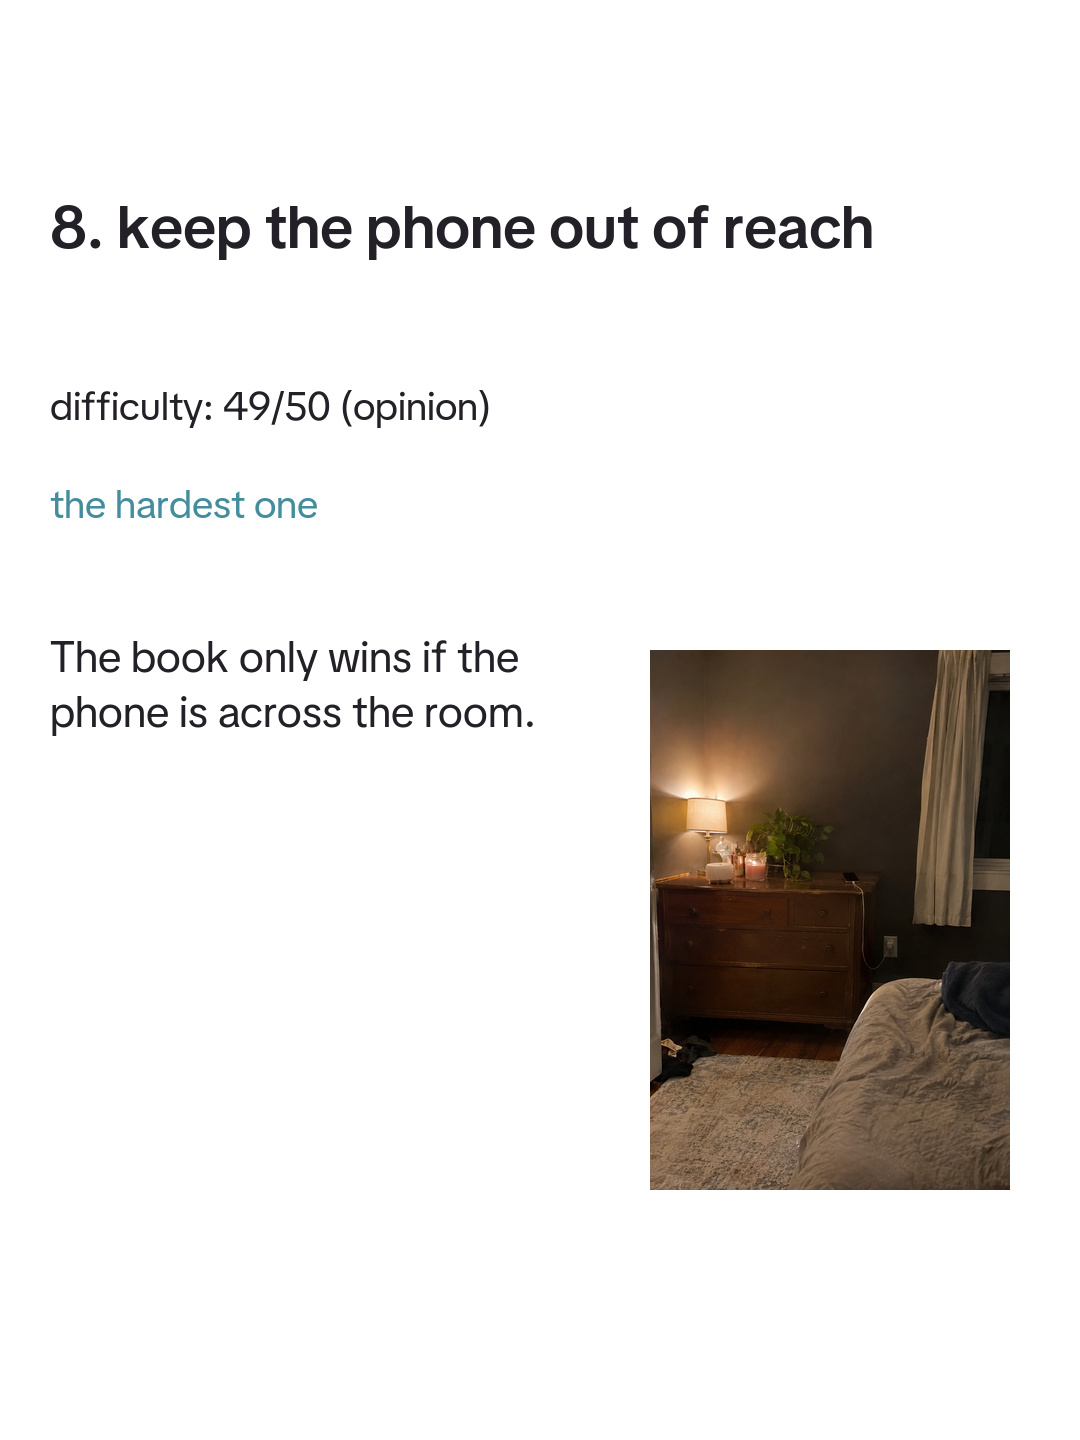 8. keep the phone out of reach
difficulty: 49/50 (opinion)
the hardest one
The book only wins if the
phone is across the room.